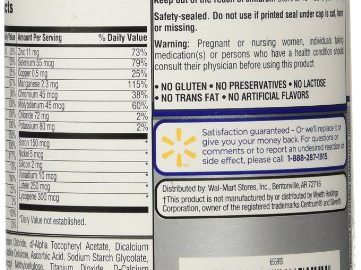 cts
% Value
Amount Per Serving
% Daily Value
Zinc 11 mg 73%
Selenium 55 mcg 79%
Copper 0.5 mg 25%
Manganese 2.3 mg 115%
Chromium 45 mcg 38%
Molybdenum 45 mcg 60%
Chloride 72 mg 2%
Potassium 80 mg 2%
Boron 150 mcg *
Nickel 5 mcg *
Silicon 2 mg *
Vanadium 10 mcg *
Lutein 250 mcg *
Lycopene 300 mcg *
*Daily Value not established.
Chloride, dl-Alpha Tocopheryl Acetate, Dicalcium
Cellulose, Ascorbic Acid, Sodium Starch Glycolate,
Methylcellulose, Titanium Dioxide,
Keep out of the reach of children.
Safety-sealed. Do not use if printed seal under cap is cut, torn
or missing.
Warning: Pregnant or nursing women, individuals taking
medication(s) or persons who have a health condition should
consult their physician before using this product.
• NO GLUTEN • NO PRESERVATIVES • NO LACTOSE
• NO TRANS FAT • NO ARTIFICIAL FLAVORS
Satisfaction guaranteed - Or we'll replace it or
give you your money back. For questions or
comments or to report an undesired reaction or
side effect, please call 1-888-287-1915.
Distributed by: Wal-Mart Stores, Inc., Bentonville, AR 72716
†This product is not manufactured or distributed by Wyeth Holdings
Corporation, owner of the registered trademarks Centrum® and Silver®.